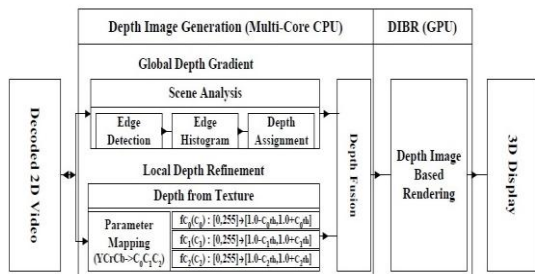 Depth Image Generation (Multi-Core CPU)
DIBR (GPU)
Global Depth Gradient
Scene Analysis
Edge Detection
Edge Histogram
Depth Assignment
Local Depth Refinement
Depth from Texture
Parameter Mapping
(YCrCb->C₀C₁C₂)
fC₀(C₀) : [0,255]→[1.0-C₀th,1.0+C₀th]
fC₁(C₁) : [0,255]→[1.0-C₁th,1.0+C₁th]
fC₂(C₂) : [0,255]→[1.0-C₂th,1.0+C₂th]
Decoded 2D Video
Depth Fusion
Depth Image Based Rendering
3D Display